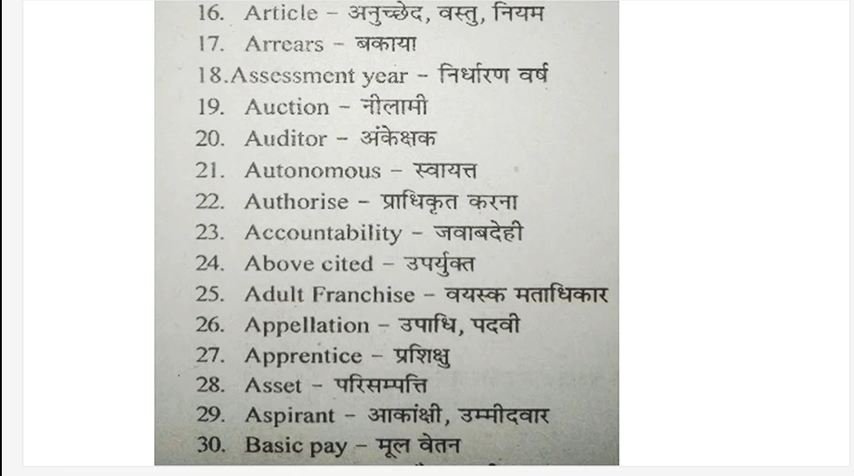 16. Article – अनुच्छेद, वस्तु, नियम
17. Arrears – बकाया
18.Assessment year – निर्धारण वर्ष
19. Auction – नीलामी
20. Auditor – अंकेक्षक
21. Autonomous – स्वायत्त
22. Authorise – प्राधिकृत करना
23. Accountability – जवाबदेही
24. Above cited – उपर्युक्त
25. Adult Franchise – वयस्क मताधिकार
26. Appellation – उपाधि, पदवी
27. Apprentice – प्रशिक्षु
28. Asset – परिसम्पत्ति
29. Aspirant – आकांक्षी, उम्मीदवार
30. Basic pay – मूल वेतन